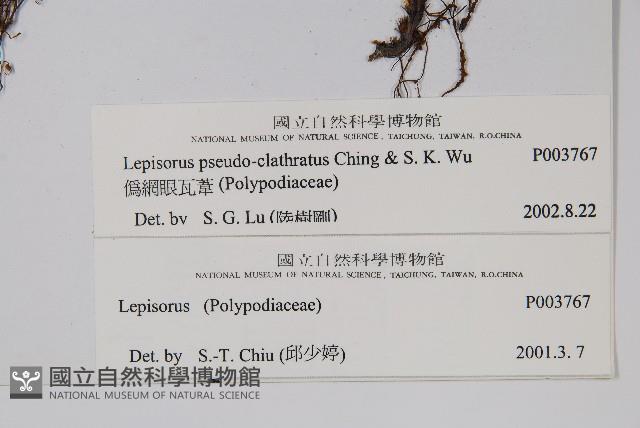 國立自然科學博物館
NATIONAL MUSEUM OF NATURAL SCIENCE, TAICHUNG, TAIWAN, R.O.CHINA
Lepisorus pseudo-clathratus Ching & S. K. Wu P003767
偽網眼瓦葦 (Polypodiaceae)
Det. by S. G. Lu (陸樹剛) 2002.8.22
國立自然科學博物館
NATIONAL MUSEUM OF NATURAL SCIENCE, TAICHUNG, TAIWAN, R.O.CHINA
Lepisorus (Polypodiaceae) P003767
Det. by S.-T. Chiu (邱少婷) 2001.3. 7
國立自然科學博物館
NATIONAL MUSEUM OF NATURAL SCIENCE